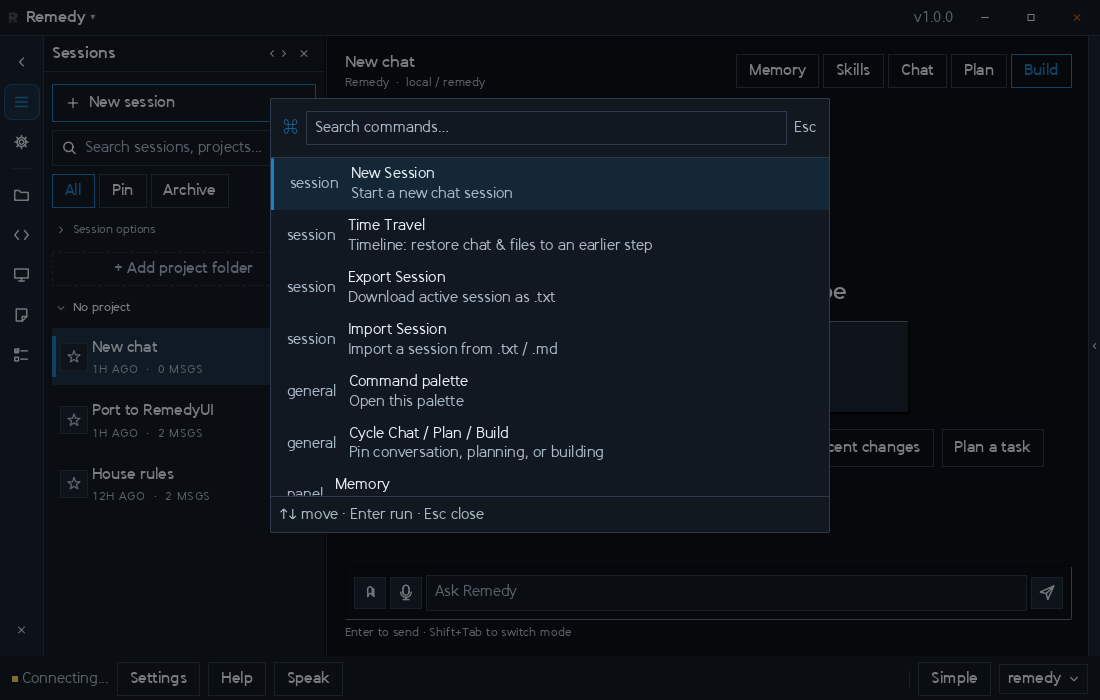 Remedy
v1.0.0
Sessions
New session
Search sessions, projects...
All
Pin
Archive
Session options
+ Add project folder
No project
New chat
1H AGO · 0 MSGS
Port to RemedyUI
1H AGO · 2 MSGS
House rules
12H AGO · 2 MSGS
New chat
Remedy · local / remedy
Memory
Skills
Chat
Plan
Build
Search commands...
Esc
session
New Session
Start a new chat session
session
Time Travel
Timeline: restore chat & files to an earlier step
session
Export Session
Download active session as .txt
session
Import Session
Import a session from .txt / .md
general
Command palette
Open this palette
general
Cycle Chat / Plan / Build
Pin conversation, planning, or building
panel
Memory
↑↓ move · Enter run · Esc close
changes
Plan a task
Ask Remedy
Enter to send · Shift+Tab to switch mode
Connecting...
Settings
Help
Speak
Simple
remedy